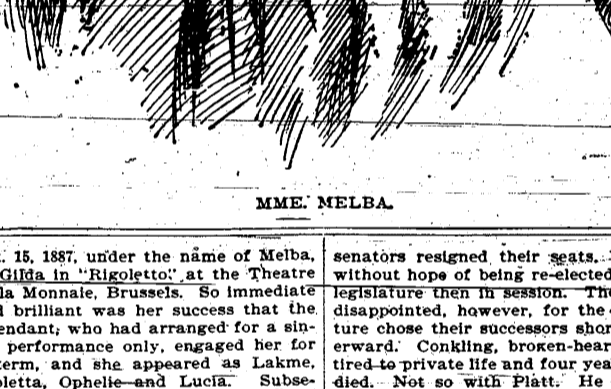 MME. MELBA.
. 15, 1887, under the name of Melba,
Gilda in "Rigoletto", at the Theatre
la Monnaie, Brussels. So immediate
brilliant was her success that the
endant, who had arranged for a sin-
performance only, engaged her for
term, and she appeared as Lakme,
oletta, Ophelie and Lucia. Subse-
senators resigned their seats,
without hope of being re-elected
legislature then in session. The
disappointed, however, for the
ture chose their successors shor
erward. Conkling, broken-hear
tired to private life and four yea
died. Not so with Platt. He